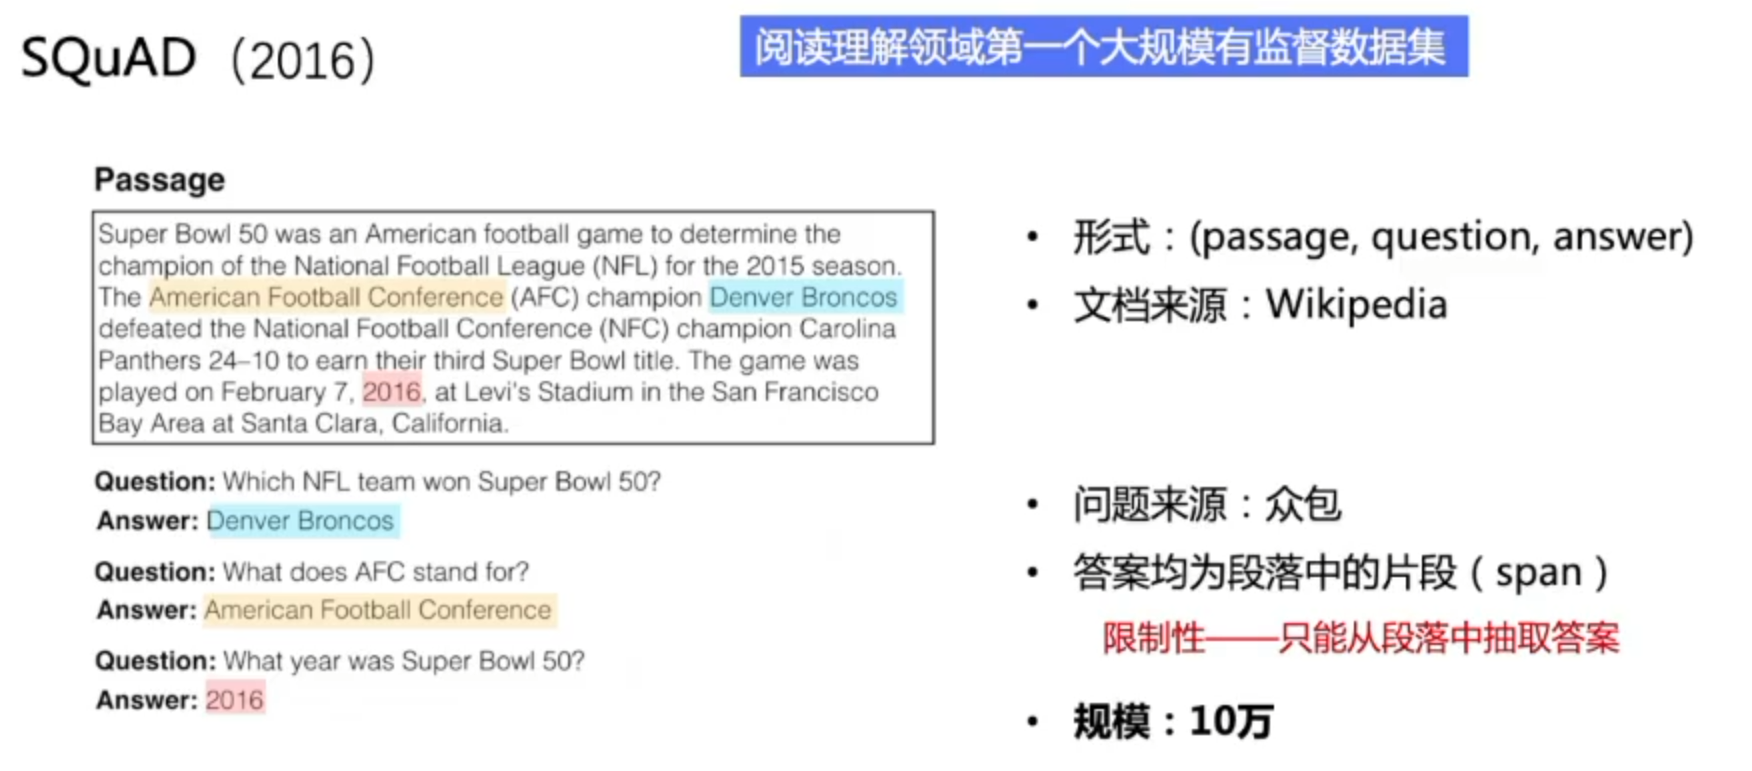 SQuAD（2016）
阅读理解领域第一个大规模有监督数据集
Passage
Super Bowl 50 was an American football game to determine the
champion of the National Football League (NFL) for the 2015 season.
The American Football Conference (AFC) champion Denver Broncos
defeated the National Football Conference (NFC) champion Carolina
Panthers 24–10 to earn their third Super Bowl title. The game was
played on February 7, 2016, at Levi's Stadium in the San Francisco
Bay Area at Santa Clara, California.
Question: Which NFL team won Super Bowl 50?
Answer: Denver Broncos
Question: What does AFC stand for?
Answer: American Football Conference
Question: What year was Super Bowl 50?
Answer: 2016
• 形式：(passage, question, answer)
• 文档来源：Wikipedia
• 问题来源：众包
• 答案均为段落中的片段（span）
限制性——只能从段落中抽取答案
• 规模：10万